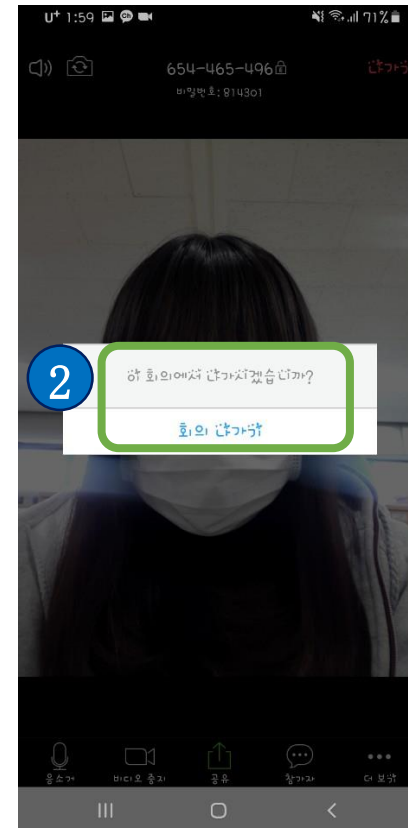 U+ 1:59 71%
654-465-496 나가기
비밀번호: 814301
2
이 회의에서 나가시겠습니까?
회의 나가기
음소거 비디오 중지 공유 참가자 더 보기